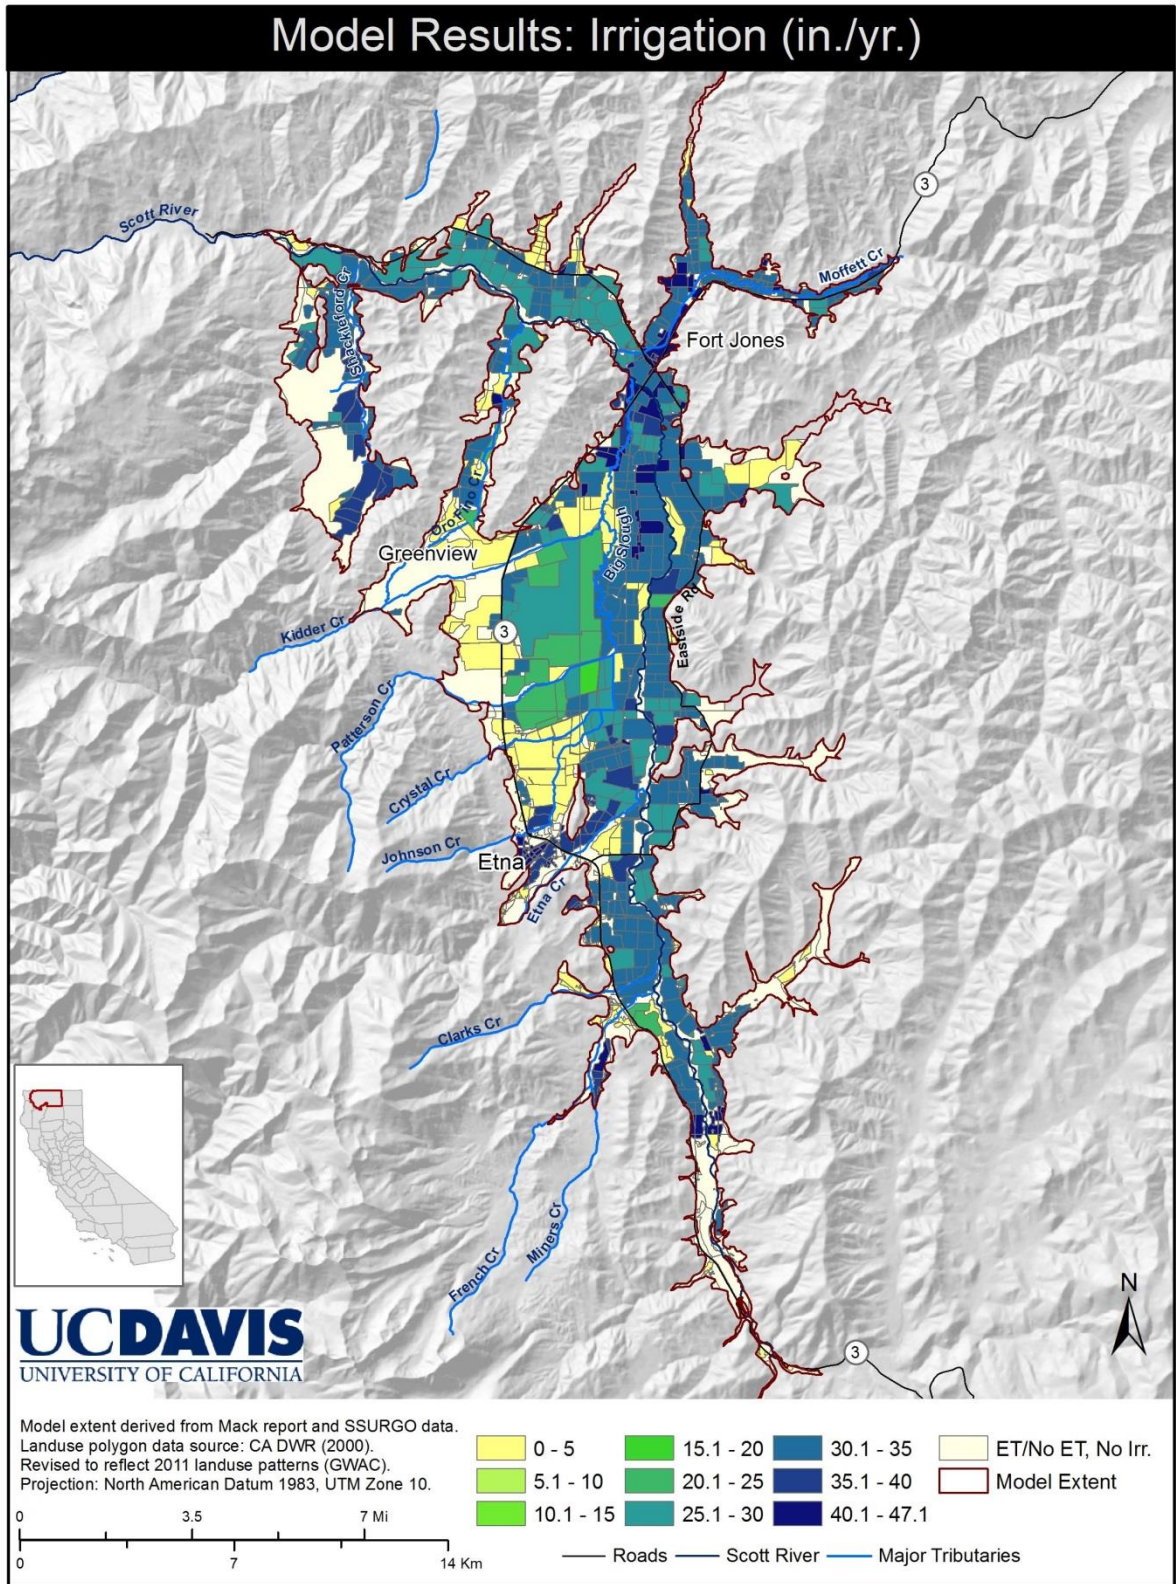 Model Results: Irrigation (in./yr.)
3
Scott River
Moffett Cr
Shackleford Cr
Fort Jones
Oro Fino Cr
Greenview
Big Slough
Eastside Rd
3
Kidder Cr
Patterson Cr
Crystal Cr
Johnson Cr
Etna
Etna Cr
Clarks Cr
Miners Cr
French Cr
N
3
UCDAVIS
UNIVERSITY OF CALIFORNIA
Model extent derived from Mack report and SSURGO data.
Landuse polygon data source: CA DWR (2000).
Revised to reflect 2011 landuse patterns (GWAC).
Projection: North American Datum 1983, UTM Zone 10.
0 3.5 7 Mi
0 7 14 Km
0 - 5 15.1 - 20 30.1 - 35 ET/No ET, No Irr.
5.1 - 10 20.1 - 25 35.1 - 40 Model Extent
10.1 - 15 25.1 - 30 40.1 - 47.1
Roads Scott River Major Tributaries